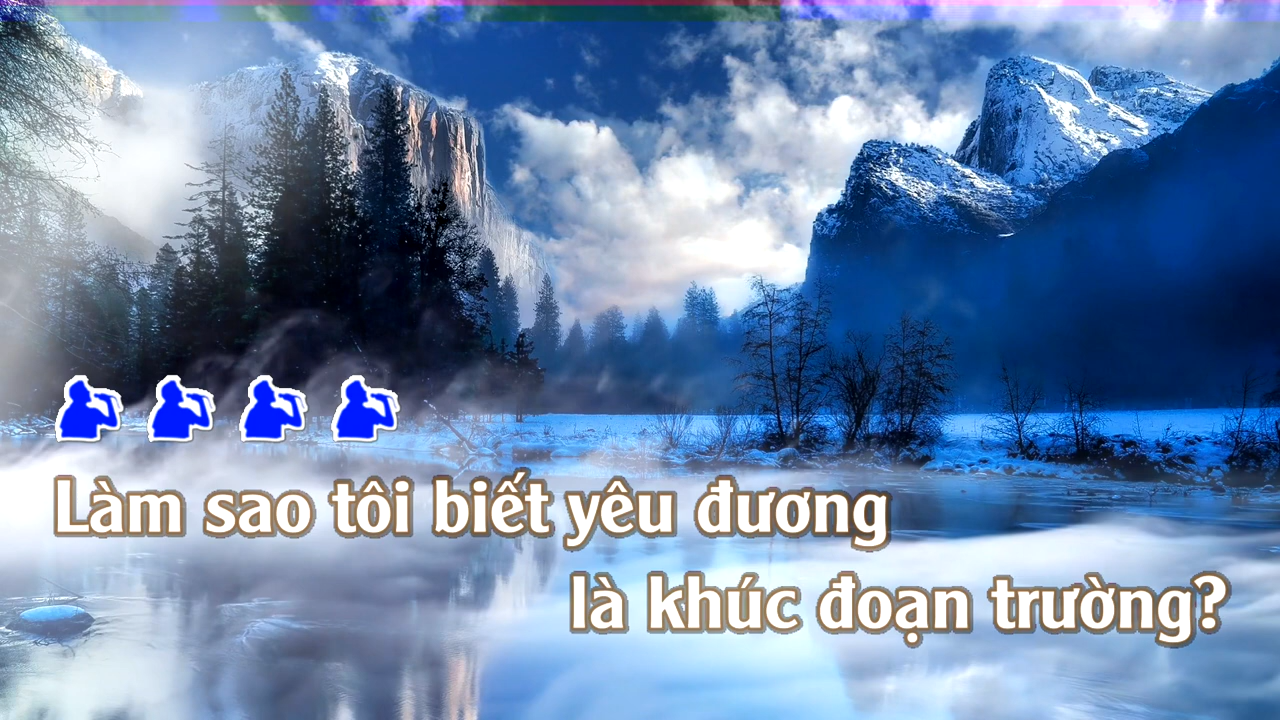 Làm sao tôi biết yêu đương
là khúc đoạn trường?